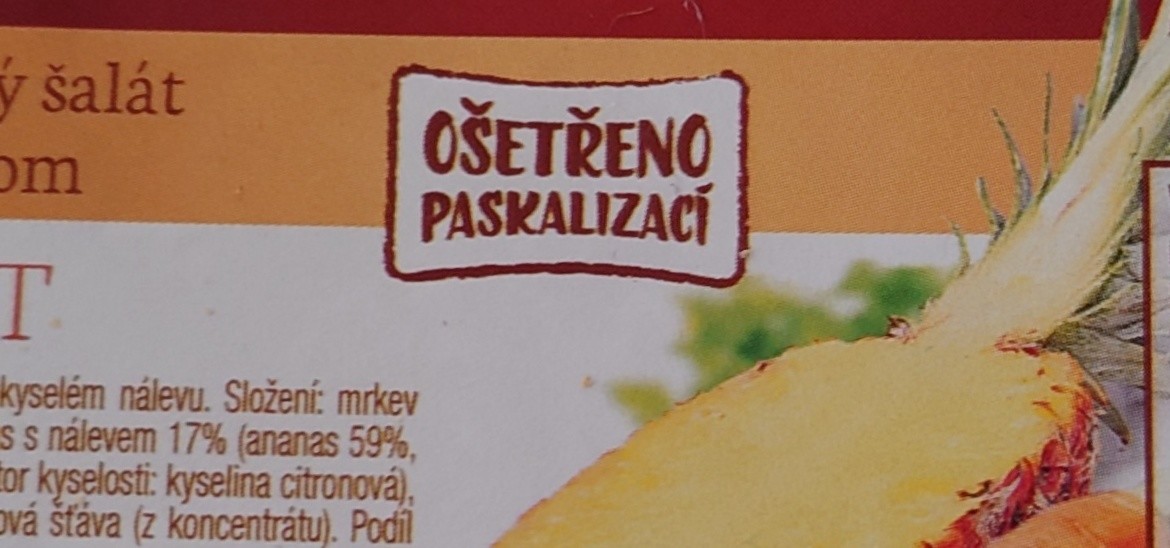 ý šalát
om
OŠETŘENO
PASKALIZACÍ
T
kyselém nálevu. Složení: mrkev
s s nálevem 17% (ananas 59%,
tor kyselosti: kyselina citronová),
ová šťáva (z koncentrátu). Podíl